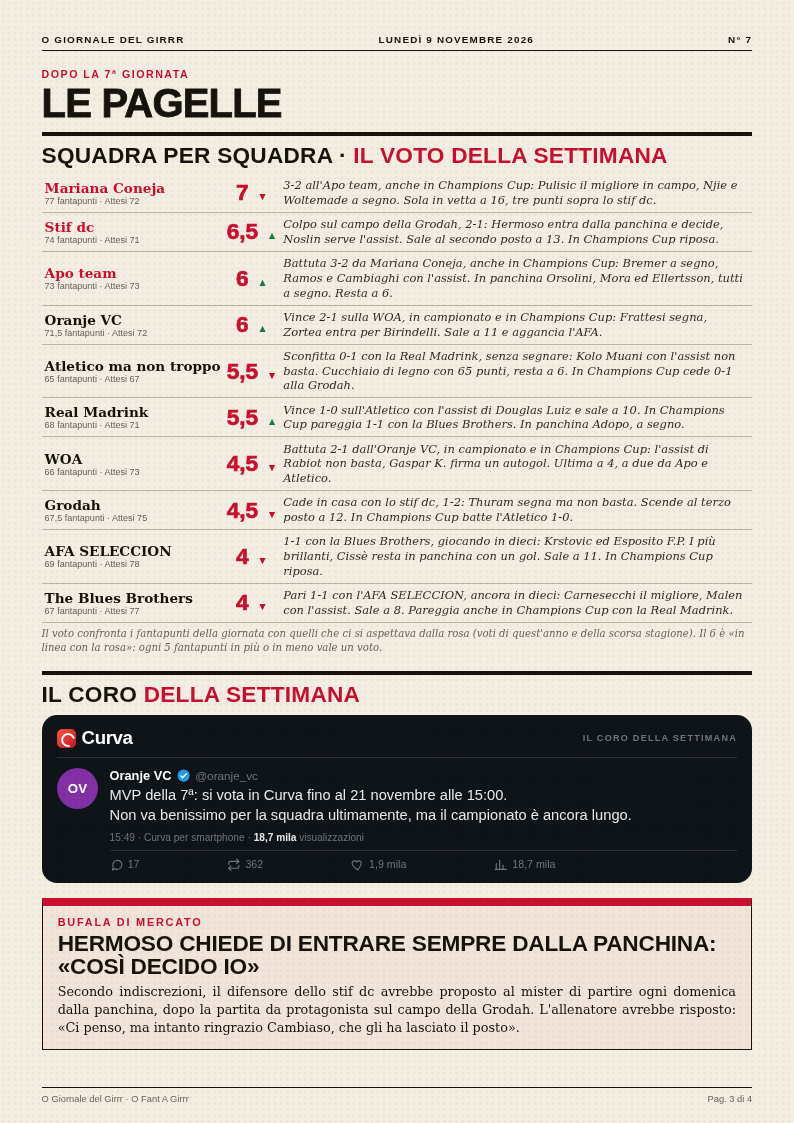 O GIORNALE DEL GIRRR LUNEDÌ 9 NOVEMBRE 2026 N° 7
DOPO LA 7ª GIORNATA
LE PAGELLE
SQUADRA PER SQUADRA · IL VOTO DELLA SETTIMANA
Mariana Coneja
77 fantapunti · Attesi 72
7 ▼
3-2 all'Apo team, anche in Champions Cup: Pulisic il migliore in campo, Njie e
Woltemade a segno. Sola in vetta a 16, tre punti sopra lo stif dc.
Stif dc
74 fantapunti · Attesi 71
6,5 ▲
Colpo sul campo della Grodah, 2-1: Hermoso entra dalla panchina e decide,
Noslin serve l'assist. Sale al secondo posto a 13. In Champions Cup riposa.
Apo team
73 fantapunti · Attesi 73
6 ▲
Battuta 3-2 da Mariana Coneja, anche in Champions Cup: Bremer a segno,
Ramos e Cambiaghi con l'assist. In panchina Orsolini, Mora ed Ellertsson, tutti
a segno. Resta a 6.
Oranje VC
71,5 fantapunti · Attesi 72
6 ▲
Vince 2-1 sulla WOA, in campionato e in Champions Cup: Frattesi segna,
Zortea entra per Birindelli. Sale a 11 e aggancia l'AFA.
Atletico ma non troppo
65 fantapunti · Attesi 67
5,5 ▼
Sconfitta 0-1 con la Real Madrink, senza segnare: Kolo Muani con l'assist non
basta. Cucchiaio di legno con 65 punti, resta a 6. In Champions Cup cede 0-1
alla Grodah.
Real Madrink
68 fantapunti · Attesi 71
5,5 ▲
Vince 1-0 sull'Atletico con l'assist di Douglas Luiz e sale a 10. In Champions
Cup pareggia 1-1 con la Blues Brothers. In panchina Adopo, a segno.
WOA
66 fantapunti · Attesi 73
4,5 ▼
Battuta 2-1 dall'Oranje VC, in campionato e in Champions Cup: l'assist di
Rabiot non basta, Gaspar K. firma un autogol. Ultima a 4, a due da Apo e
Atletico.
Grodah
67,5 fantapunti · Attesi 75
4,5 ▼
Cade in casa con lo stif dc, 1-2: Thuram segna ma non basta. Scende al terzo
posto a 12. In Champions Cup batte l'Atletico 1-0.
AFA SELECCION
69 fantapunti · Attesi 78
4 ▼
1-1 con la Blues Brothers, giocando in dieci: Krstovic ed Esposito F.P. I più
brillanti, Cissè resta in panchina con un gol. Sale a 11. In Champions Cup
riposa.
The Blues Brothers
67 fantapunti · Attesi 77
4 ▼
Pari 1-1 con l'AFA SELECCION, ancora in dieci: Carnesecchi il migliore, Malen
con l'assist. Sale a 8. Pareggia anche in Champions Cup con la Real Madrink.
Il voto confronta i fantapunti della giornata con quelli che ci si aspettava dalla rosa (voti di quest'anno e della scorsa stagione). Il 6 è «in
linea con la rosa»; ogni 5 fantapunti in più o in meno vale un voto.
IL CORO DELLA SETTIMANA
Curva IL CORO DELLA SETTIMANA
OV
Oranje VC @oranje_vc
MVP della 7ª: si vota in Curva fino al 21 novembre alle 15:00.
Non va benissimo per la squadra ultimamente, ma il campionato è ancora lungo.
15:49 · Curva per smartphone · 18,7 mila visualizzazioni
17 362 1,9 mila 18,7 mila
BUFALA DI MERCATO
HERMOSO CHIEDE DI ENTRARE SEMPRE DALLA PANCHINA:
«COSÌ DECIDO IO»
Secondo indiscrezioni, il difensore dello stif dc avrebbe proposto al mister di partire ogni domenica
dalla panchina, dopo la partita da protagonista sul campo della Grodah. L'allenatore avrebbe risposto:
«Ci penso, ma intanto ringrazio Cambiaso, che gli ha lasciato il posto».
O Giornale del Girrr · O Fant A Girrr Pag. 3 di 4